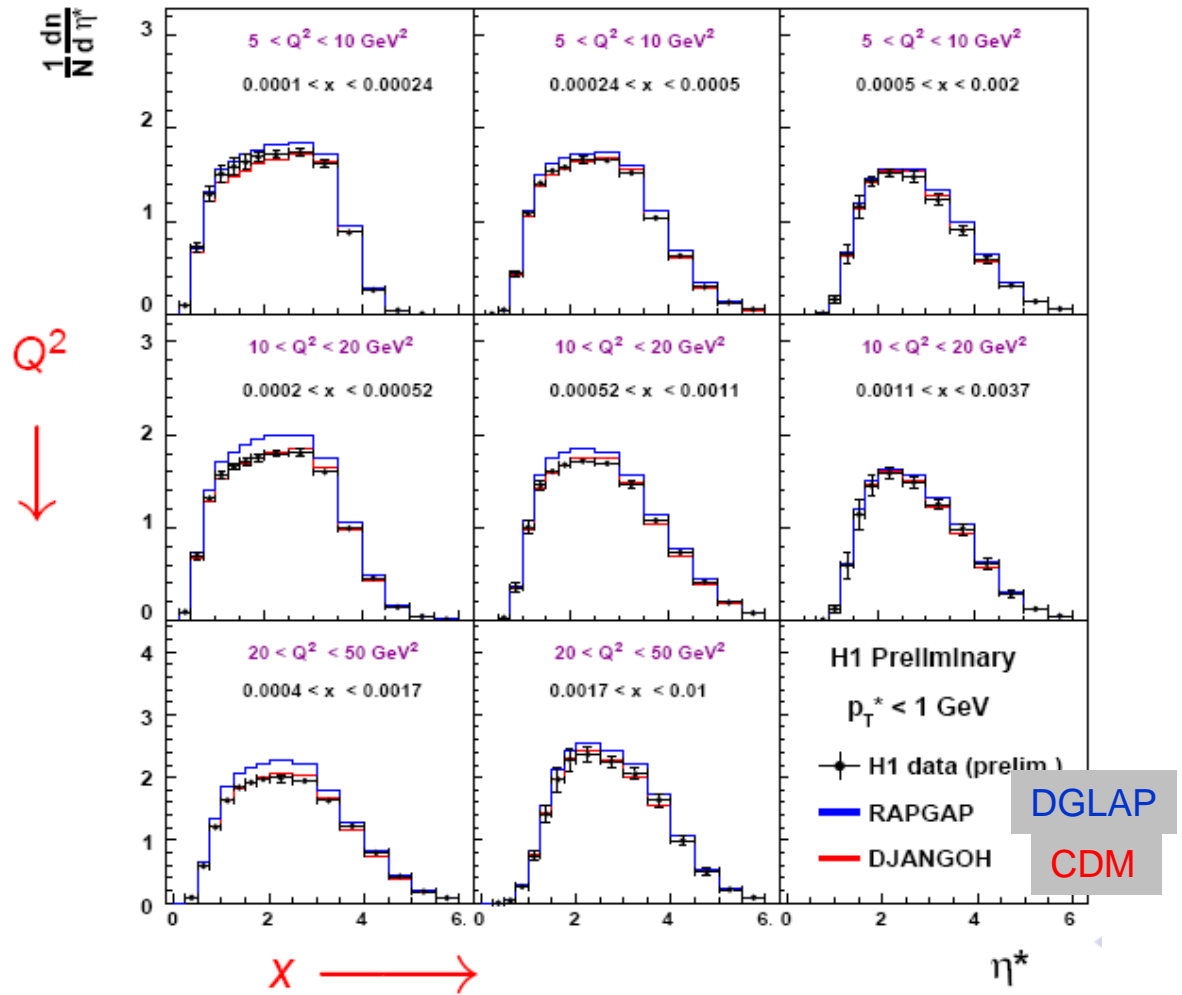 1/N dn/dη*
5 < Q² < 10 GeV²
0.0001 < x < 0.00024
5 < Q² < 10 GeV²
0.00024 < x < 0.0005
5 < Q² < 10 GeV²
0.0005 < x < 0.002
3
2
1
0
Q²
10 < Q² < 20 GeV²
0.0002 < x < 0.00052
10 < Q² < 20 GeV²
0.00052 < x < 0.0011
10 < Q² < 20 GeV²
0.0011 < x < 0.0037
3
2
1
0
20 < Q² < 50 GeV²
0.0004 < x < 0.0017
20 < Q² < 50 GeV²
0.0017 < x < 0.01
4
3
2
1
0
H1 Preliminary
p_T* < 1 GeV
H1 data (prelim.)
RAPGAP
DGLAP
DJANGOH
CDM
0 2 4 6. 0 2 4 6. 0 2 4 6
x
η*